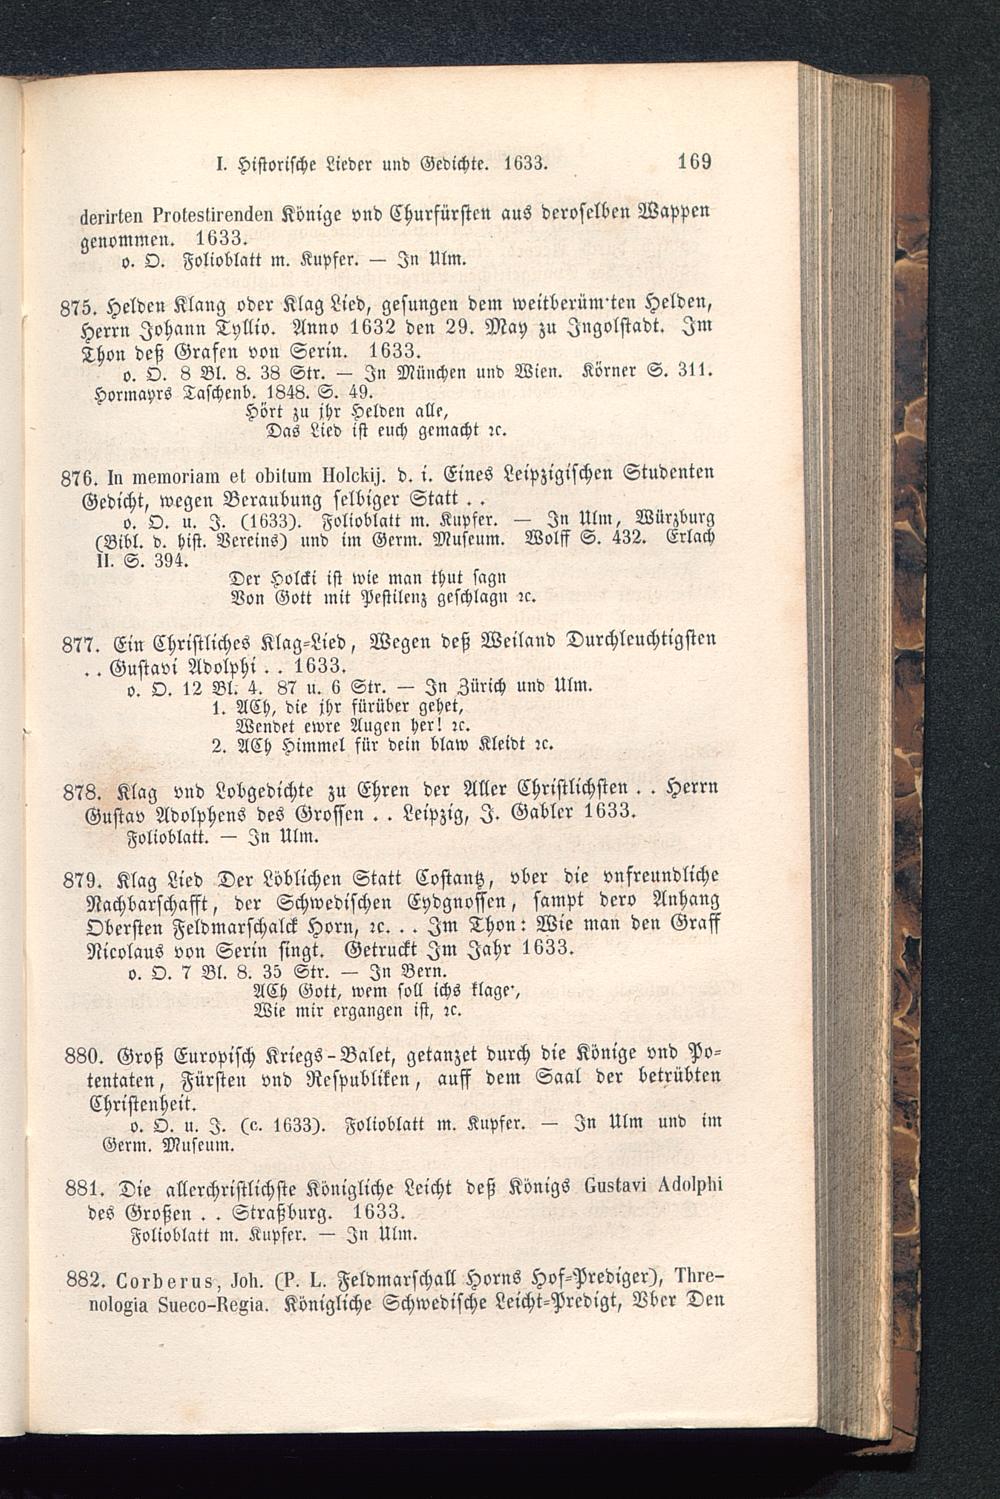 I. Historische Lieder und Gedichte. 1633. 169
derirten Protestirenden Könige vnd Churfürsten aus deroselben Wappen
genommen. 1633.
o. O. Folioblatt m. Kupfer. — In Ulm.
875. Helden Klang oder Klag Lied, gesungen dem weitberüm'ten Helden,
Herrn Johann Tyllio. Anno 1632 den 29. May zu Ingolstadt. Im
Thon deß Grafen von Serin. 1633.
o. O. 8 Bl. 8. 38 Str. — In München und Wien. Körner S. 311.
Hormayrs Taschenb. 1848. S. 49.
Hört zu jhr Helden alle,
Das Lied ist euch gemacht ꝛc.
876. In memoriam et obitum Holckij. d. i. Eines Leipzigischen Studenten
Gedicht, wegen Beraubung selbiger Statt . .
o. O. u. J. (1633). Folioblatt m. Kupfer. — In Ulm, Würzburg
(Bibl. d. hist. Vereins) und im Germ. Museum. Wolff S. 432. Erlach
II. S. 394.
Der Holcki ist wie man thut sagn
Von Gott mit Pestilenz geschlagn ꝛc.
877. Ein Christliches Klag-Lied, Wegen deß Weiland Durchleuchtigsten
. . Gustavi Adolphi . . 1633.
o. O. 12 Bl. 4. 87 u. 6 Str. — In Zürich und Ulm.
1. ACh, die jhr fürüber gehet,
Wendet ewre Augen her! ꝛc.
2. ACh Himmel für dein blaw Kleidt ꝛc.
878. Klag vnd Lobgedichte zu Ehren der Aller Christlichsten . . Herrn
Gustav Adolphens des Grossen . . Leipzig, J. Gabler 1633.
Folioblatt. — In Ulm.
879. Klag Lied Der Löblichen Statt Costantz, vber die vnfreundliche
Nachbarschafft, der Schwedischen Eydgnossen, sampt dero Anhang
Obersten Feldmarschalck Horn, ꝛc. . . Im Thon: Wie man den Graff
Nicolaus von Serin singt. Getruckt Im Jahr 1633.
o. O. 7 Bl. 8. 35 Str. — In Bern.
ACh Gott, wem soll ichs klage',
Wie mir ergangen ist, ꝛc.
880. Groß Europisch Kriegs-Balet, getanzet durch die Könige vnd Po-
tentaten, Fürsten vnd Respubliken, auff dem Saal der betrübten
Christenheit.
o. O. u. J. (c. 1633). Folioblatt m. Kupfer. — In Ulm und im
Germ. Museum.
881. Die allerchristlichste Königliche Leicht deß Königs Gustavi Adolphi
des Großen . . Straßburg. 1633.
Folioblatt m. Kupfer. — In Ulm.
882. Corberus, Joh. (P. L. Feldmarschall Horns Hof-Prediger), Thre-
nologia Sueco-Regia. Königliche Schwedische Leicht-Predigt, Vber Den